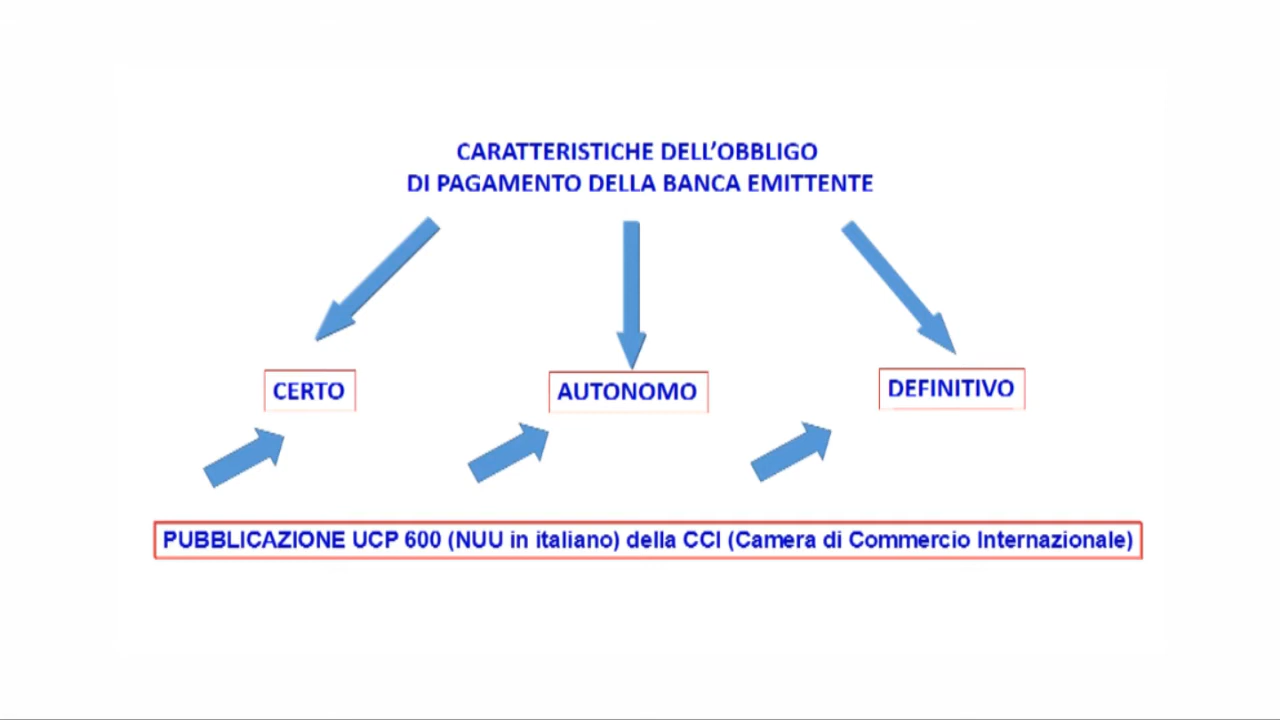 CARATTERISTICHE DELL'OBBLIGO
DI PAGAMENTO DELLA BANCA EMITTENTE
CERTO
AUTONOMO
DEFINITIVO
PUBBLICAZIONE UCP 600 (NUU in italiano) della CCI (Camera di Commercio Internazionale)